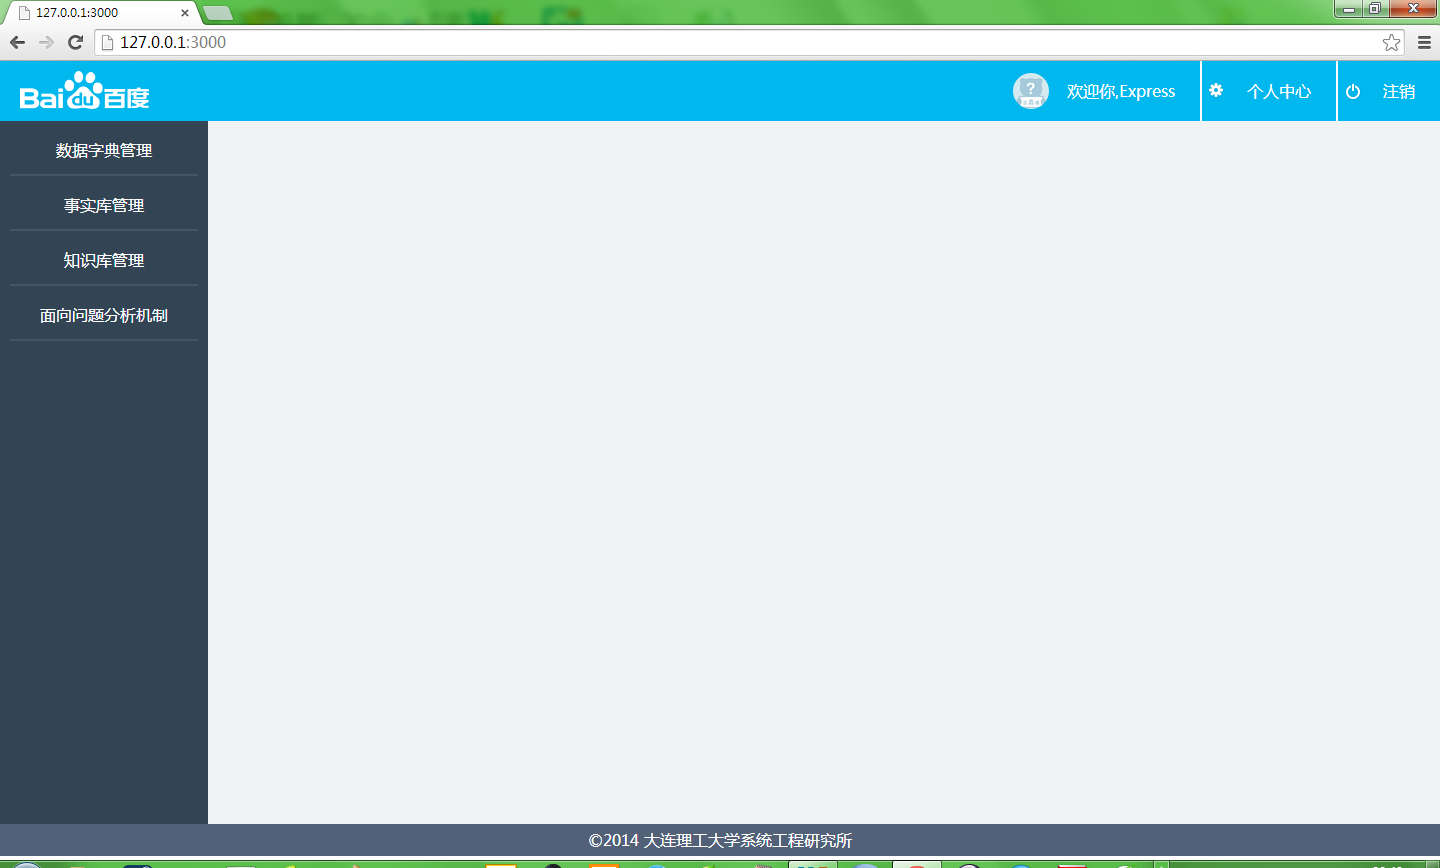 127.0.0.1:3000
127.0.0.1:3000
Bai du 百度
欢迎你,Express
个人中心
注销
数据字典管理
事实库管理
知识库管理
面向问题分析机制
©2014 大连理工大学系统工程研究所